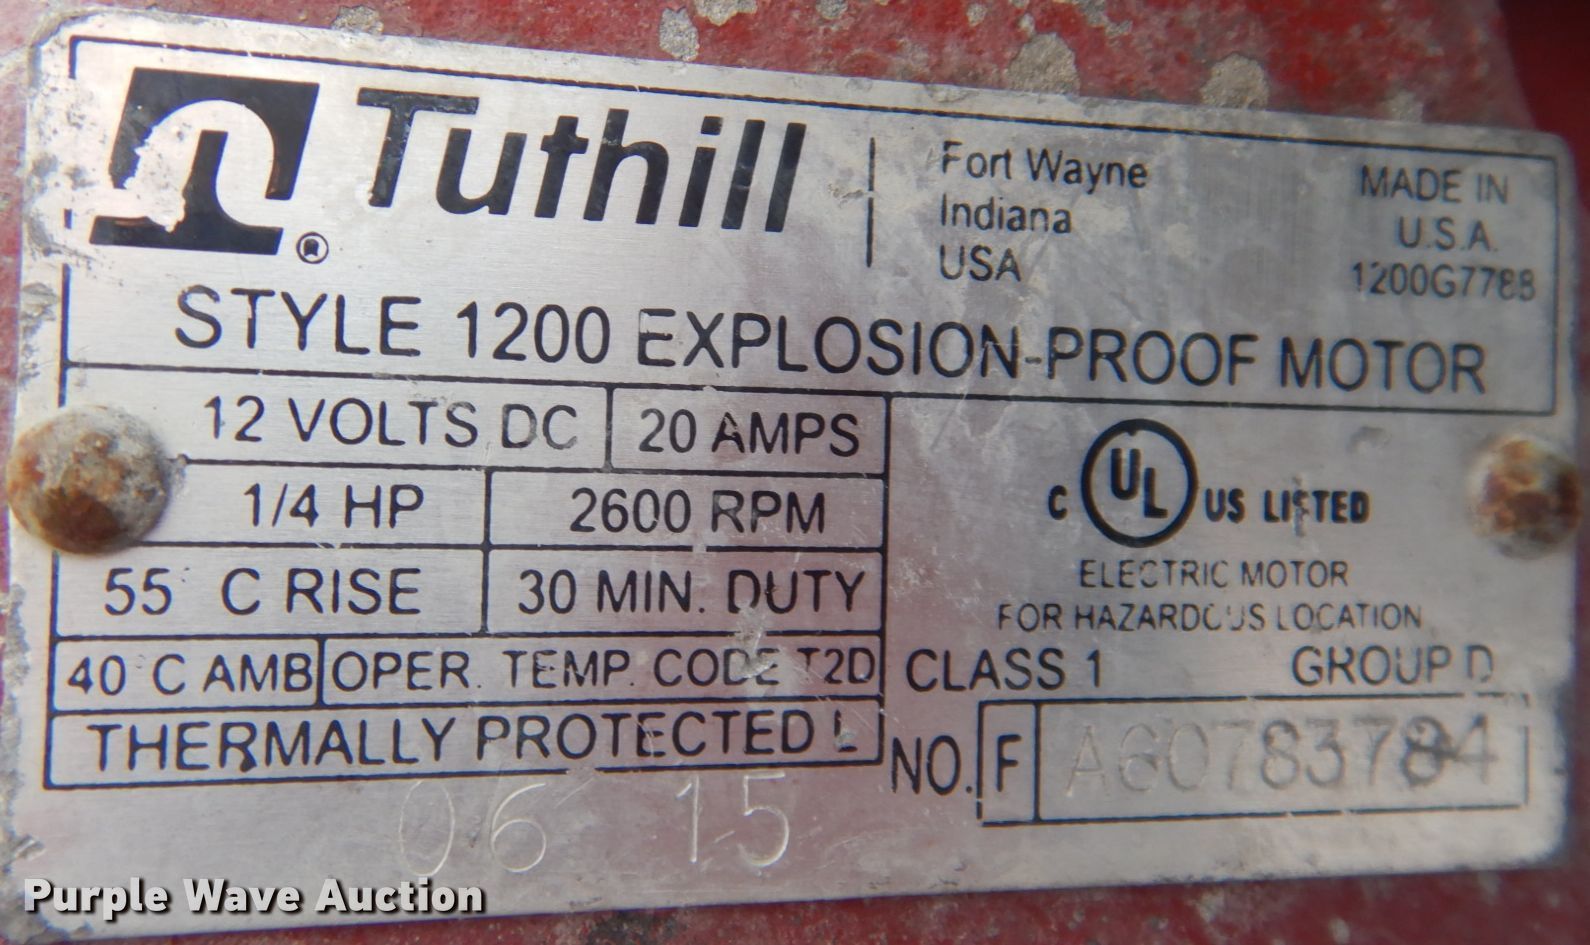 Tuthill
®
Fort Wayne
Indiana
USA
MADE IN
U.S.A.
1200G7788
STYLE 1200 EXPLOSION-PROOF MOTOR
12 VOLTS DC 20 AMPS
1/4 HP 2600 RPM
55° C RISE 30 MIN. DUTY
40°C AMB OPER. TEMP. CODE T2D
THERMALLY PROTECTED L
C UL US LISTED
ELECTRIC MOTOR
FOR HAZARDOUS LOCATION
CLASS 1 GROUP D
NO. F A60783784
06 15
Purple Wave Auction